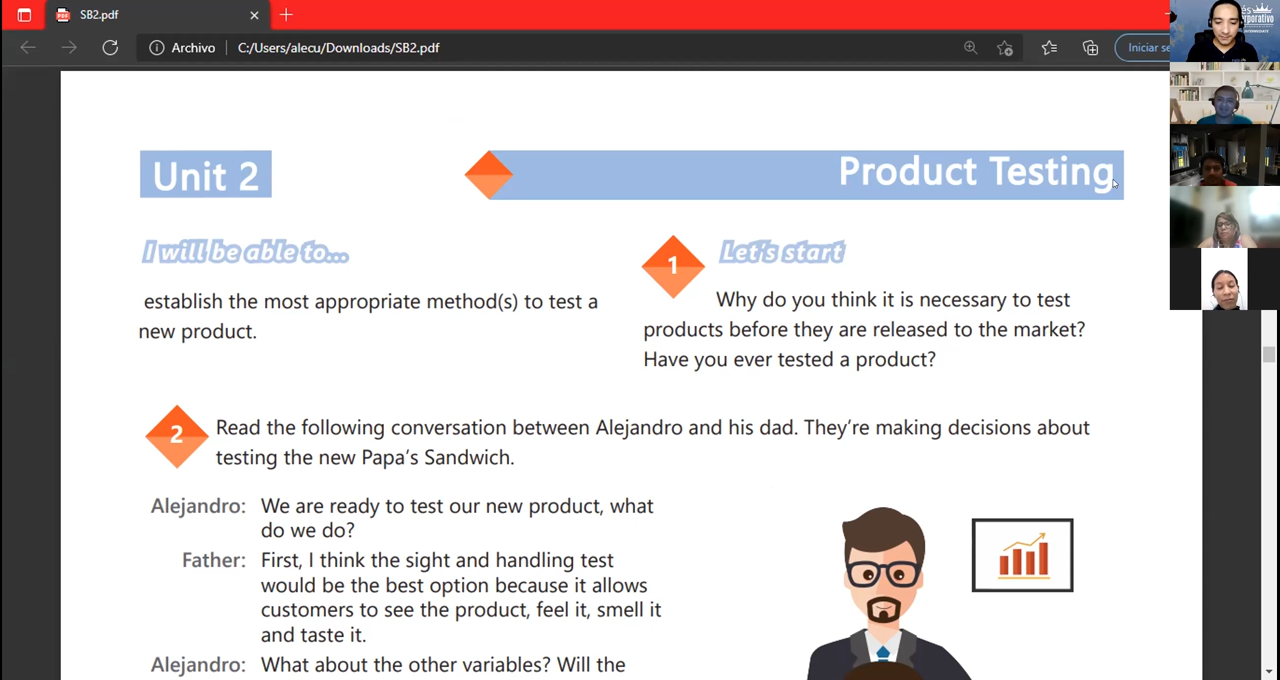 SB2.pdf
Archivo
C:/Users/alecu/Downloads/SB2.pdf
Iniciar se
és
rporativo
INTERMEDIATE
Unit 2
Product Testing
I will be able to...
establish the most appropriate method(s) to test a
new product.
1
Let's start
Why do you think it is necessary to test
products before they are released to the market?
Have you ever tested a product?
2
Read the following conversation between Alejandro and his dad. They're making decisions about
testing the new Papa's Sandwich.
Alejandro: We are ready to test our new product, what
do we do?
Father: First, I think the sight and handling test
would be the best option because it allows
customers to see the product, feel it, smell it
and taste it.
Alejandro: What about the other variables? Will the